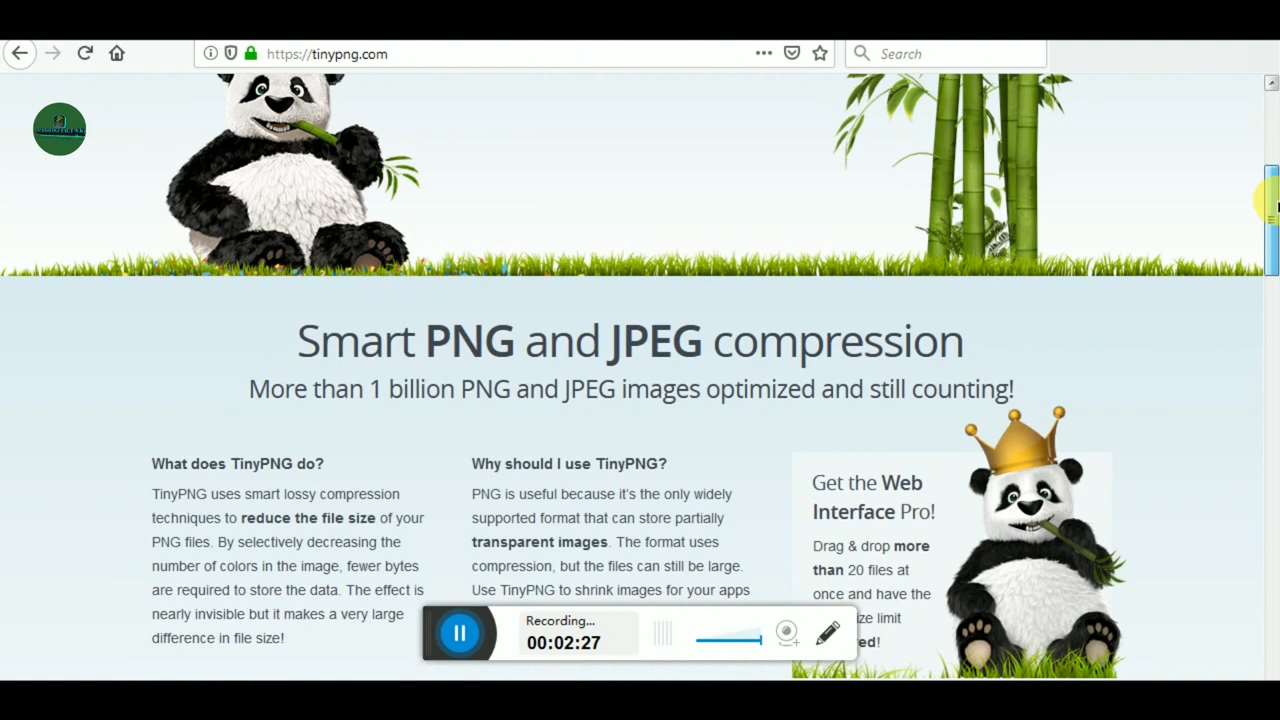 https://tinypng.com
Search
Smart PNG and JPEG compression
More than 1 billion PNG and JPEG images optimized and still counting!
What does TinyPNG do?
TinyPNG uses smart lossy compression
techniques to reduce the file size of your
PNG files. By selectively decreasing the
number of colors in the image, fewer bytes
are required to store the data. The effect is
nearly invisible but it makes a very large
difference in file size!
Why should I use TinyPNG?
PNG is useful because it's the only widely
supported format that can store partially
transparent images. The format uses
compression, but the files can still be large.
Use TinyPNG to shrink images for your apps
Get the Web
Interface Pro!
Drag & drop more
than 20 files at
once and have the
limit
Recording...
00:02:27